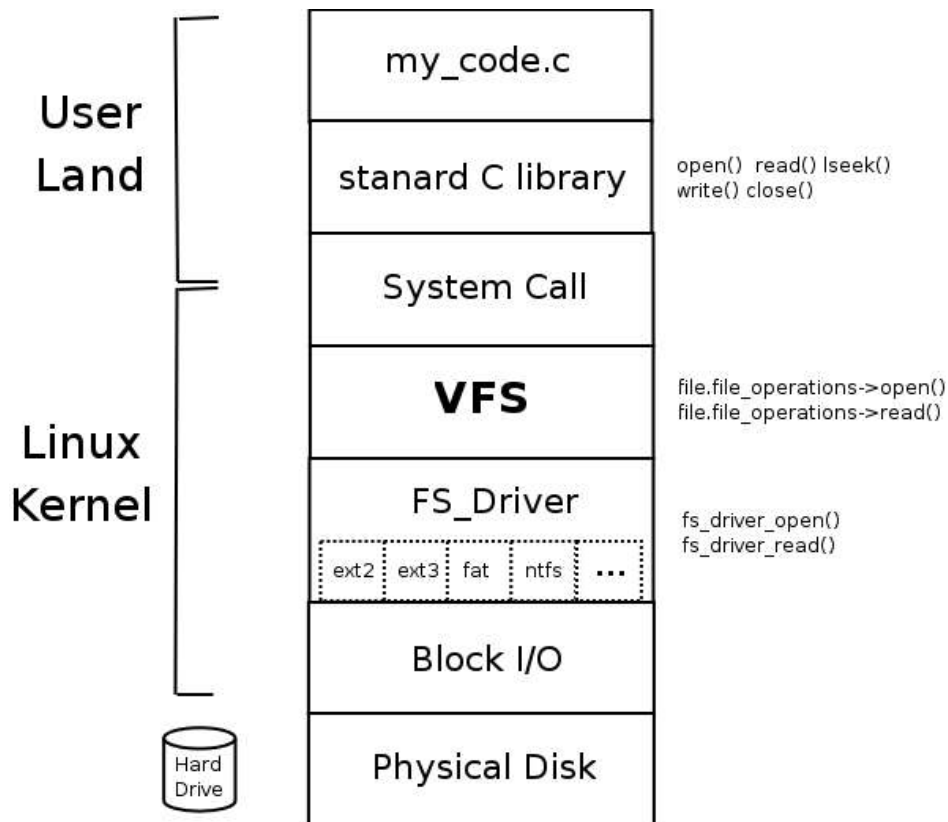 my_code.c
User
Land
stanard C library
open() read() lseek()
write() close()
System Call
VFS
file.file_operations->open()
file.file_operations->read()
Linux
Kernel
FS_Driver
fs_driver_open()
fs_driver_read()
ext2 ext3 fat ntfs ...
Block I/O
Hard
Drive
Physical Disk